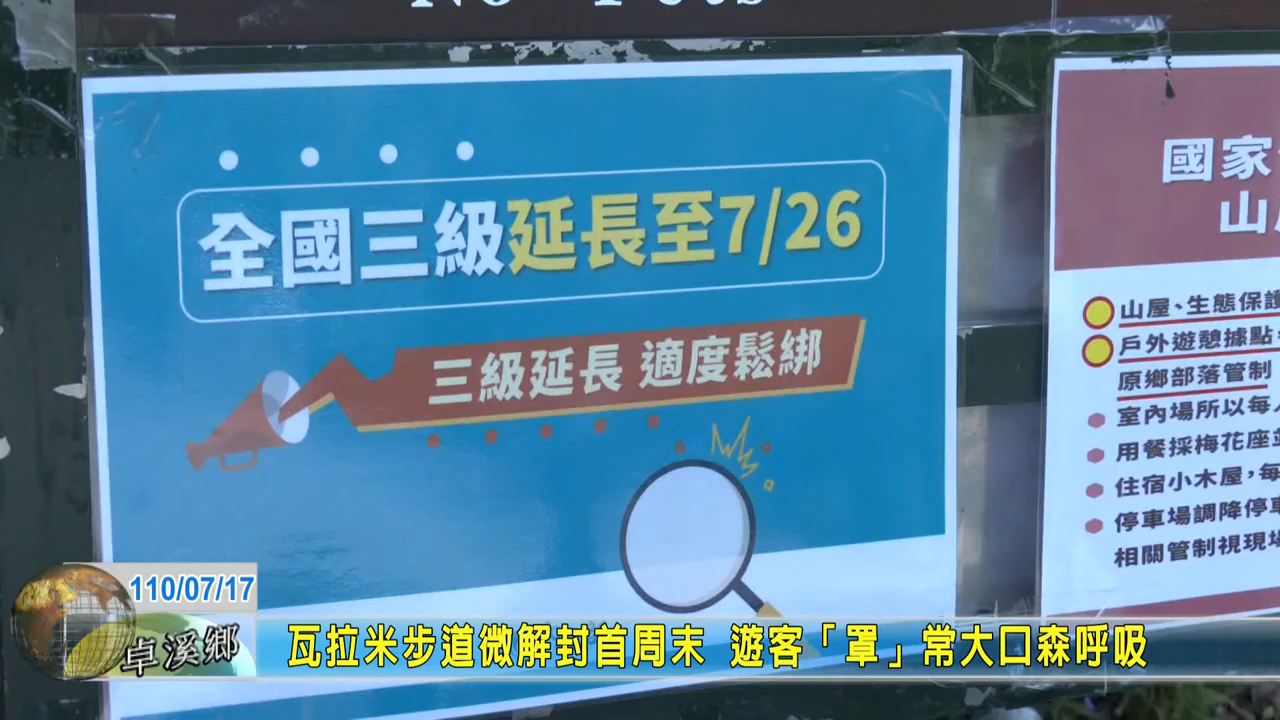 No Pets
全國三級延長至7/26
三級延長 適度鬆綁
國家
山
山屋、生態保護
戶外遊憩據點
原鄉部落管制
室內場所以每
用餐採梅花座
住宿小木屋,每
停車場調降停車
相關管制視現場
110/07/17
卓溪鄉
瓦拉米步道微解封首周末 遊客「罩」常大口森呼吸